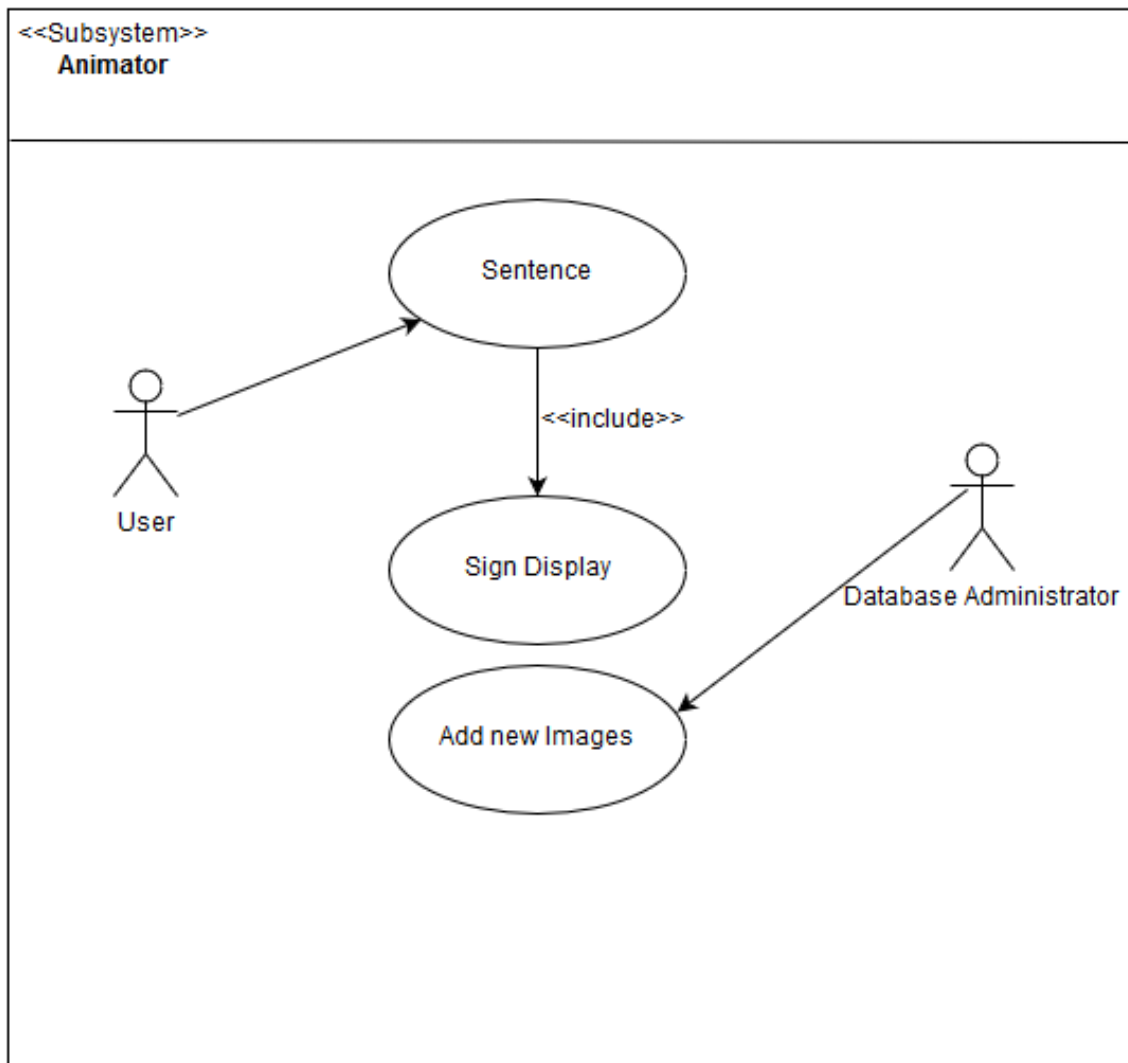 <<Subsystem>>
Animator
Sentence
<<include>>
User
Sign Display
Database Administrator
Add new Images